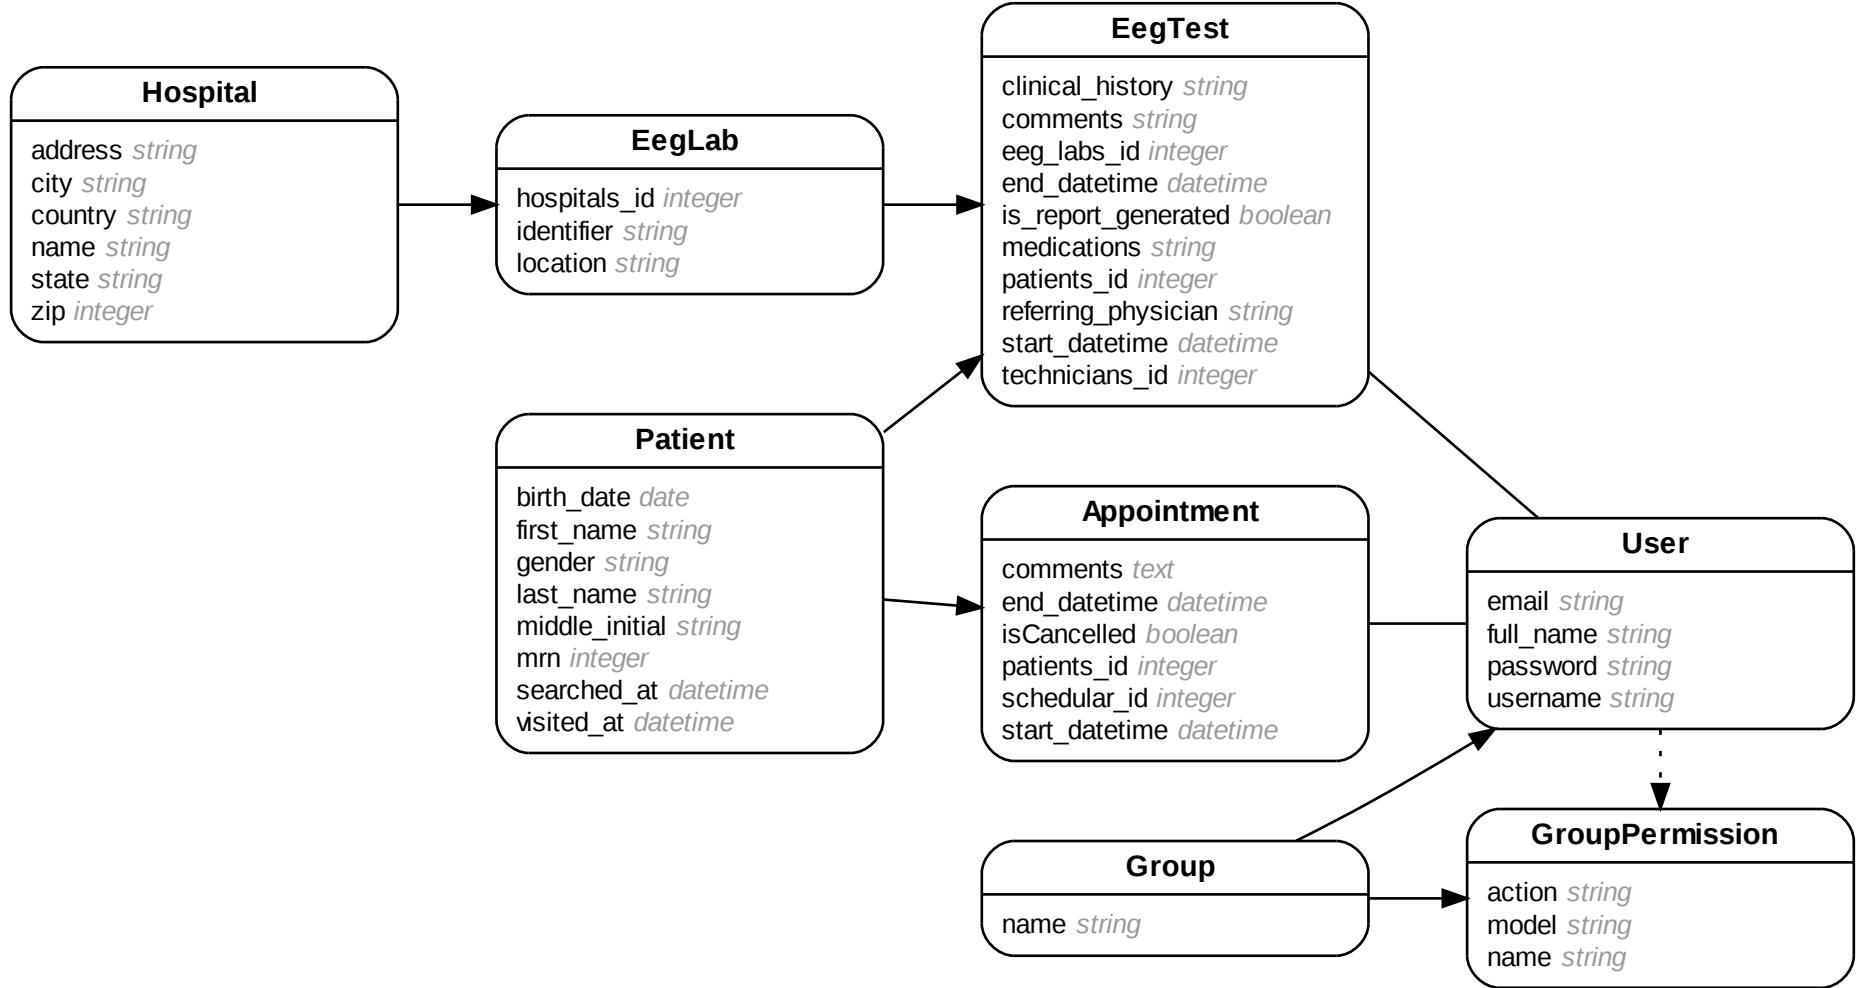 Hospital
address string
city string
country string
name string
state string
zip integer
EegLab
hospitals_id integer
identifier string
location string
EegTest
clinical_history string
comments string
eeg_labs_id integer
end_datetime datetime
is_report_generated boolean
medications string
patients_id integer
referring_physician string
start_datetime datetime
technicians_id integer
Patient
birth_date date
first_name string
gender string
last_name string
middle_initial string
mrn integer
searched_at datetime
visited_at datetime
Appointment
comments text
end_datetime datetime
isCancelled boolean
patients_id integer
schedular_id integer
start_datetime datetime
User
email string
full_name string
password string
username string
Group
name string
GroupPermission
action string
model string
name string